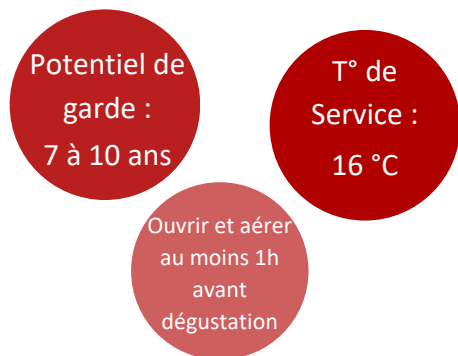 Potentiel de
garde :
7 à 10 ans
T° de
Service :
16 °C
Ouvrir et aérer
au moins 1h
avant
dégustation